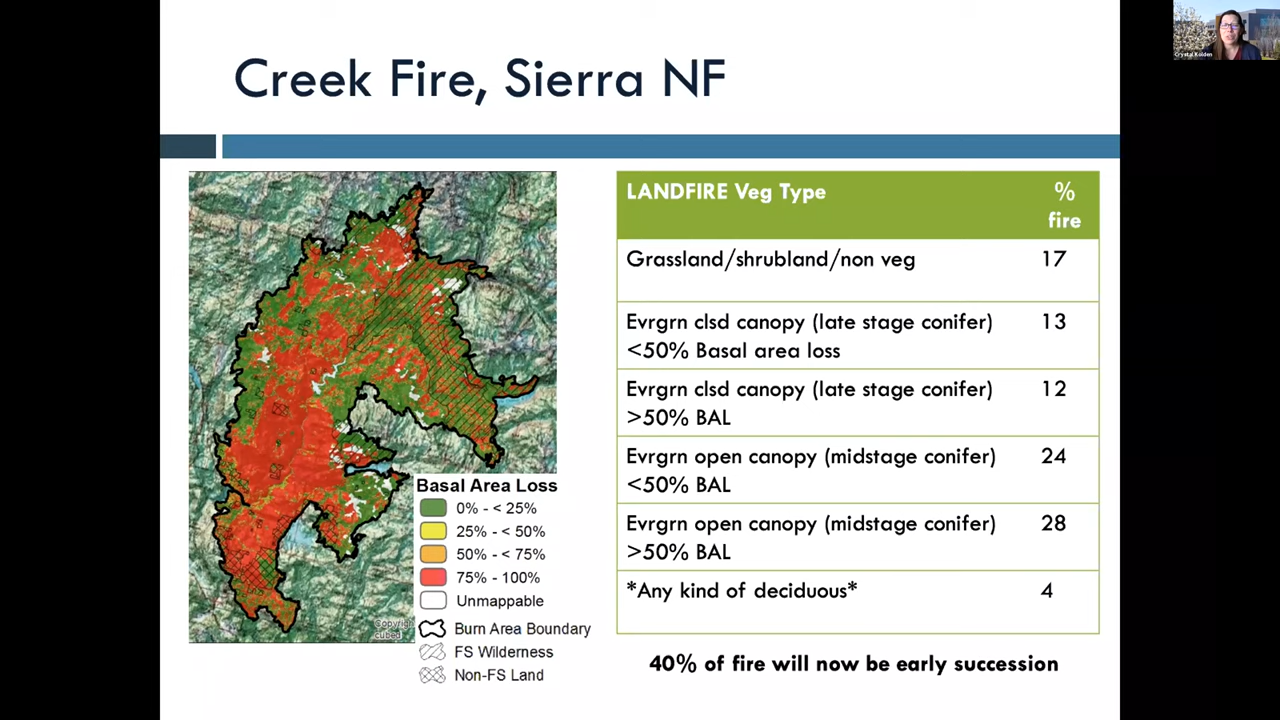 Creek Fire, Sierra NF
Crystal Kolden
LANDFIRE Veg Type
%
fire
Grassland/shrubland/non veg
17
Evrgrn clsd canopy (late stage conifer)
<50% Basal area loss
13
Evrgrn clsd canopy (late stage conifer)
>50% BAL
12
Evrgrn open canopy (midstage conifer)
<50% BAL
24
Evrgrn open canopy (midstage conifer)
>50% BAL
28
*Any kind of deciduous*
4
40% of fire will now be early succession
Basal Area Loss
0% - < 25%
25% - < 50%
50% - < 75%
75% - 100%
Unmappable
Burn Area Boundary
FS Wilderness
Non-FS Land
Copyrigh
cubed